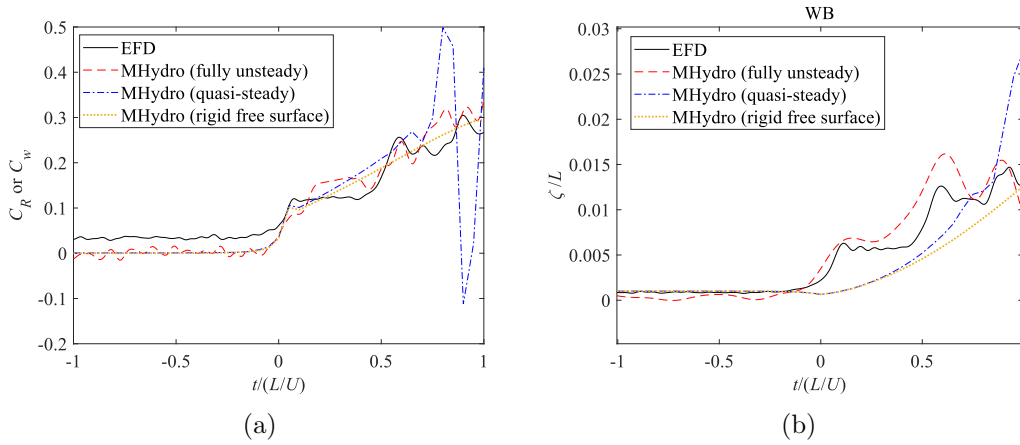 (a)
0.5
0.4
0.3
0.2
0.1
0
-0.1
-0.2
C_R or C_w
EFD
MHydro (fully unsteady)
MHydro (quasi-steady)
MHydro (rigid free surface)
-1 -0.5 0 0.5 1
t/(L/U)
(a)
(b)
WB
0.03
0.025
0.02
0.015
0.01
0.005
0
ζ/L
EFD
MHydro (fully unsteady)
MHydro (quasi-steady)
MHydro (rigid free surface)
-1 -0.5 0 0.5
t/(L/U)
(b)